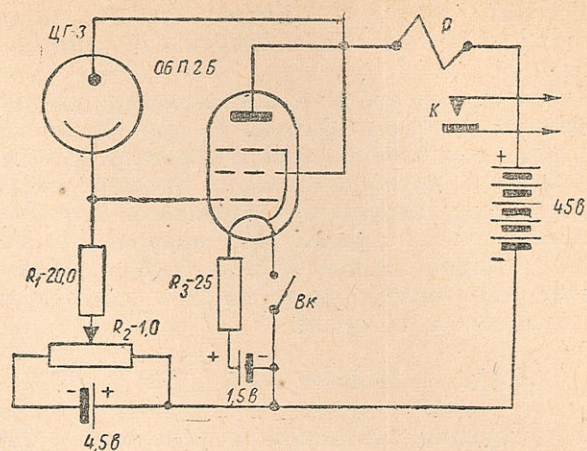 ЦГ-3
06П2Б
Р
К
+
45в
-
R₁-20,0
R₂-1,0
R₃-25
Вк
+ -
1,5в
- +
4,5в